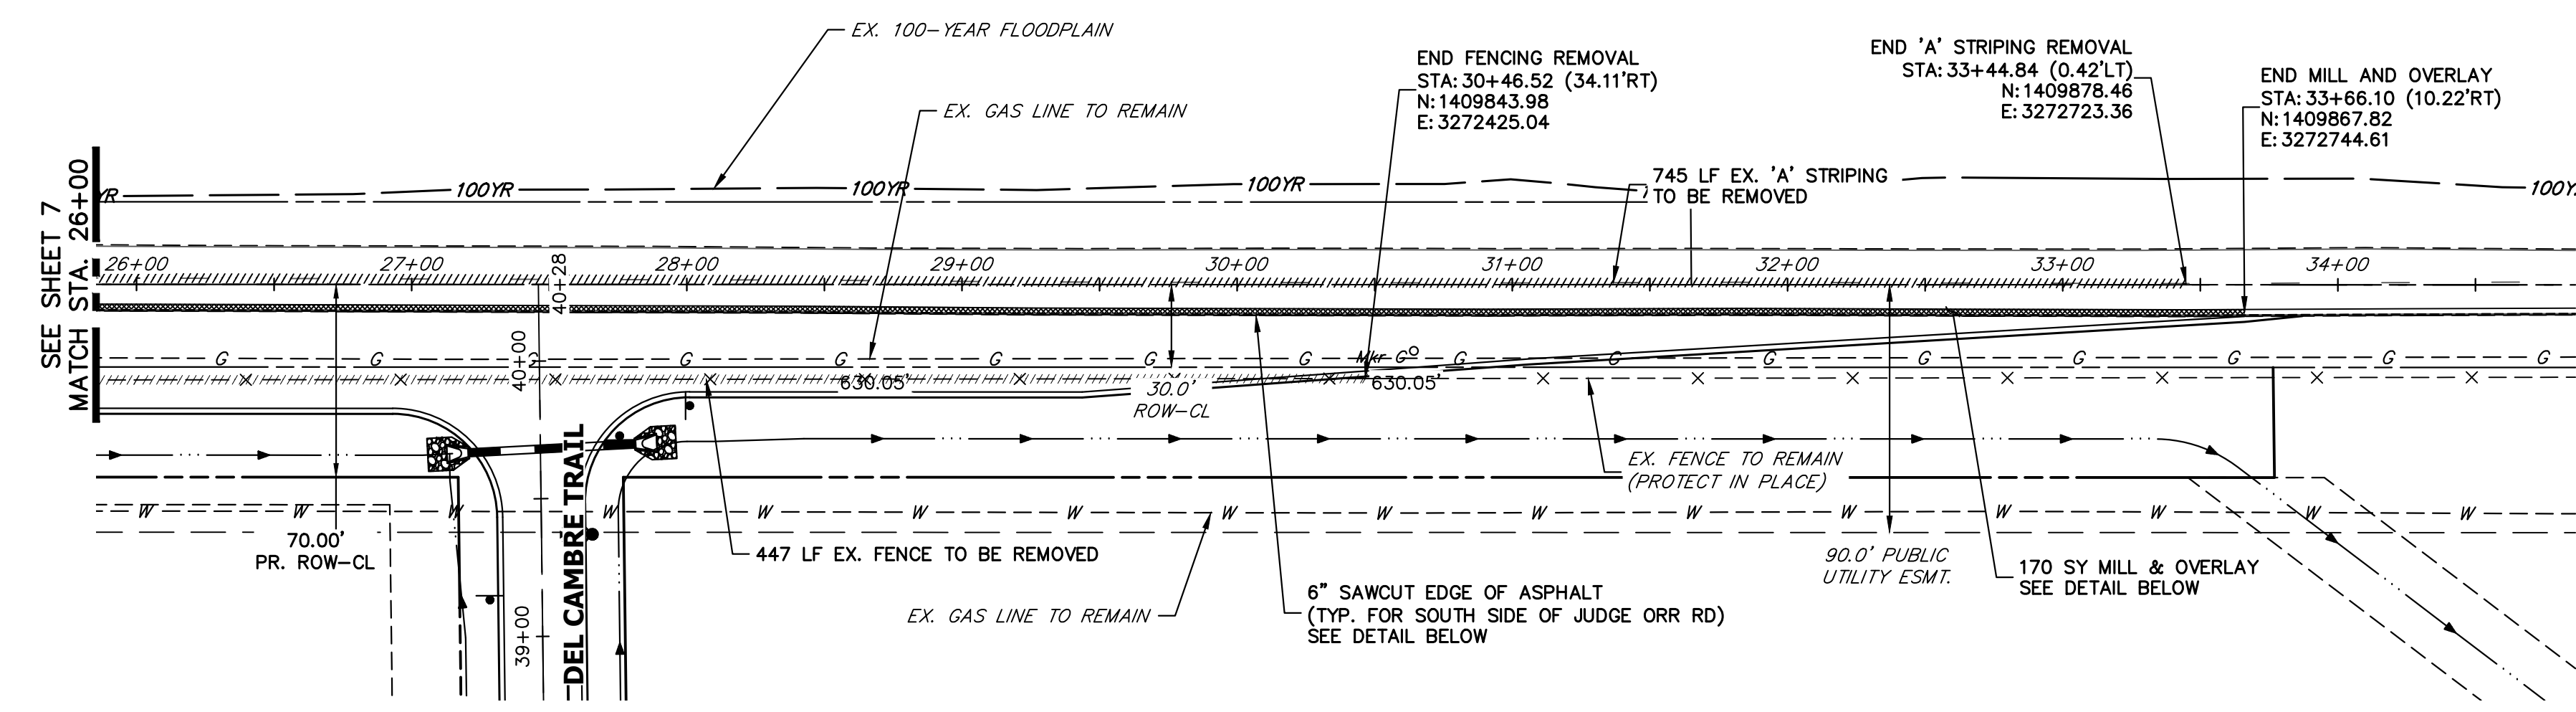 EX. 100-YEAR FLOODPLAIN
EX. GAS LINE TO REMAIN
END FENCING REMOVAL
STA: 30+46.52 (34.11'RT)
N: 1409843.98
E: 3272425.04
END 'A' STRIPING REMOVAL
STA: 33+44.84 (0.42'LT)
N: 1409878.46
E: 3272723.36
END MILL AND OVERLAY
STA: 33+66.10 (10.22'RT)
N: 1409867.82
E: 3272744.61
745 LF EX. 'A' STRIPING
TO BE REMOVED
SEE SHEET 7
MATCH STA. 26+00
YR 100YR 100YR 100YR 100Y
26+00 27+00 28+00 29+00 30+00 31+00 32+00 33+00 34+00
40+28
40+00
39+00
G G G G G G G G Mkr G G G G G G G G G
630.05' 630.05'
30.0'
ROW-CL
DEL CAMBRE TRAIL
EX. FENCE TO REMAIN
(PROTECT IN PLACE)
W W W W W W W W W W W W W W W W
70.00'
PR. ROW-CL
447 LF EX. FENCE TO BE REMOVED
90.0' PUBLIC
UTILITY ESMT.
170 SY MILL & OVERLAY
SEE DETAIL BELOW
EX. GAS LINE TO REMAIN
6" SAWCUT EDGE OF ASPHALT
(TYP. FOR SOUTH SIDE OF JUDGE ORR RD)
SEE DETAIL BELOW